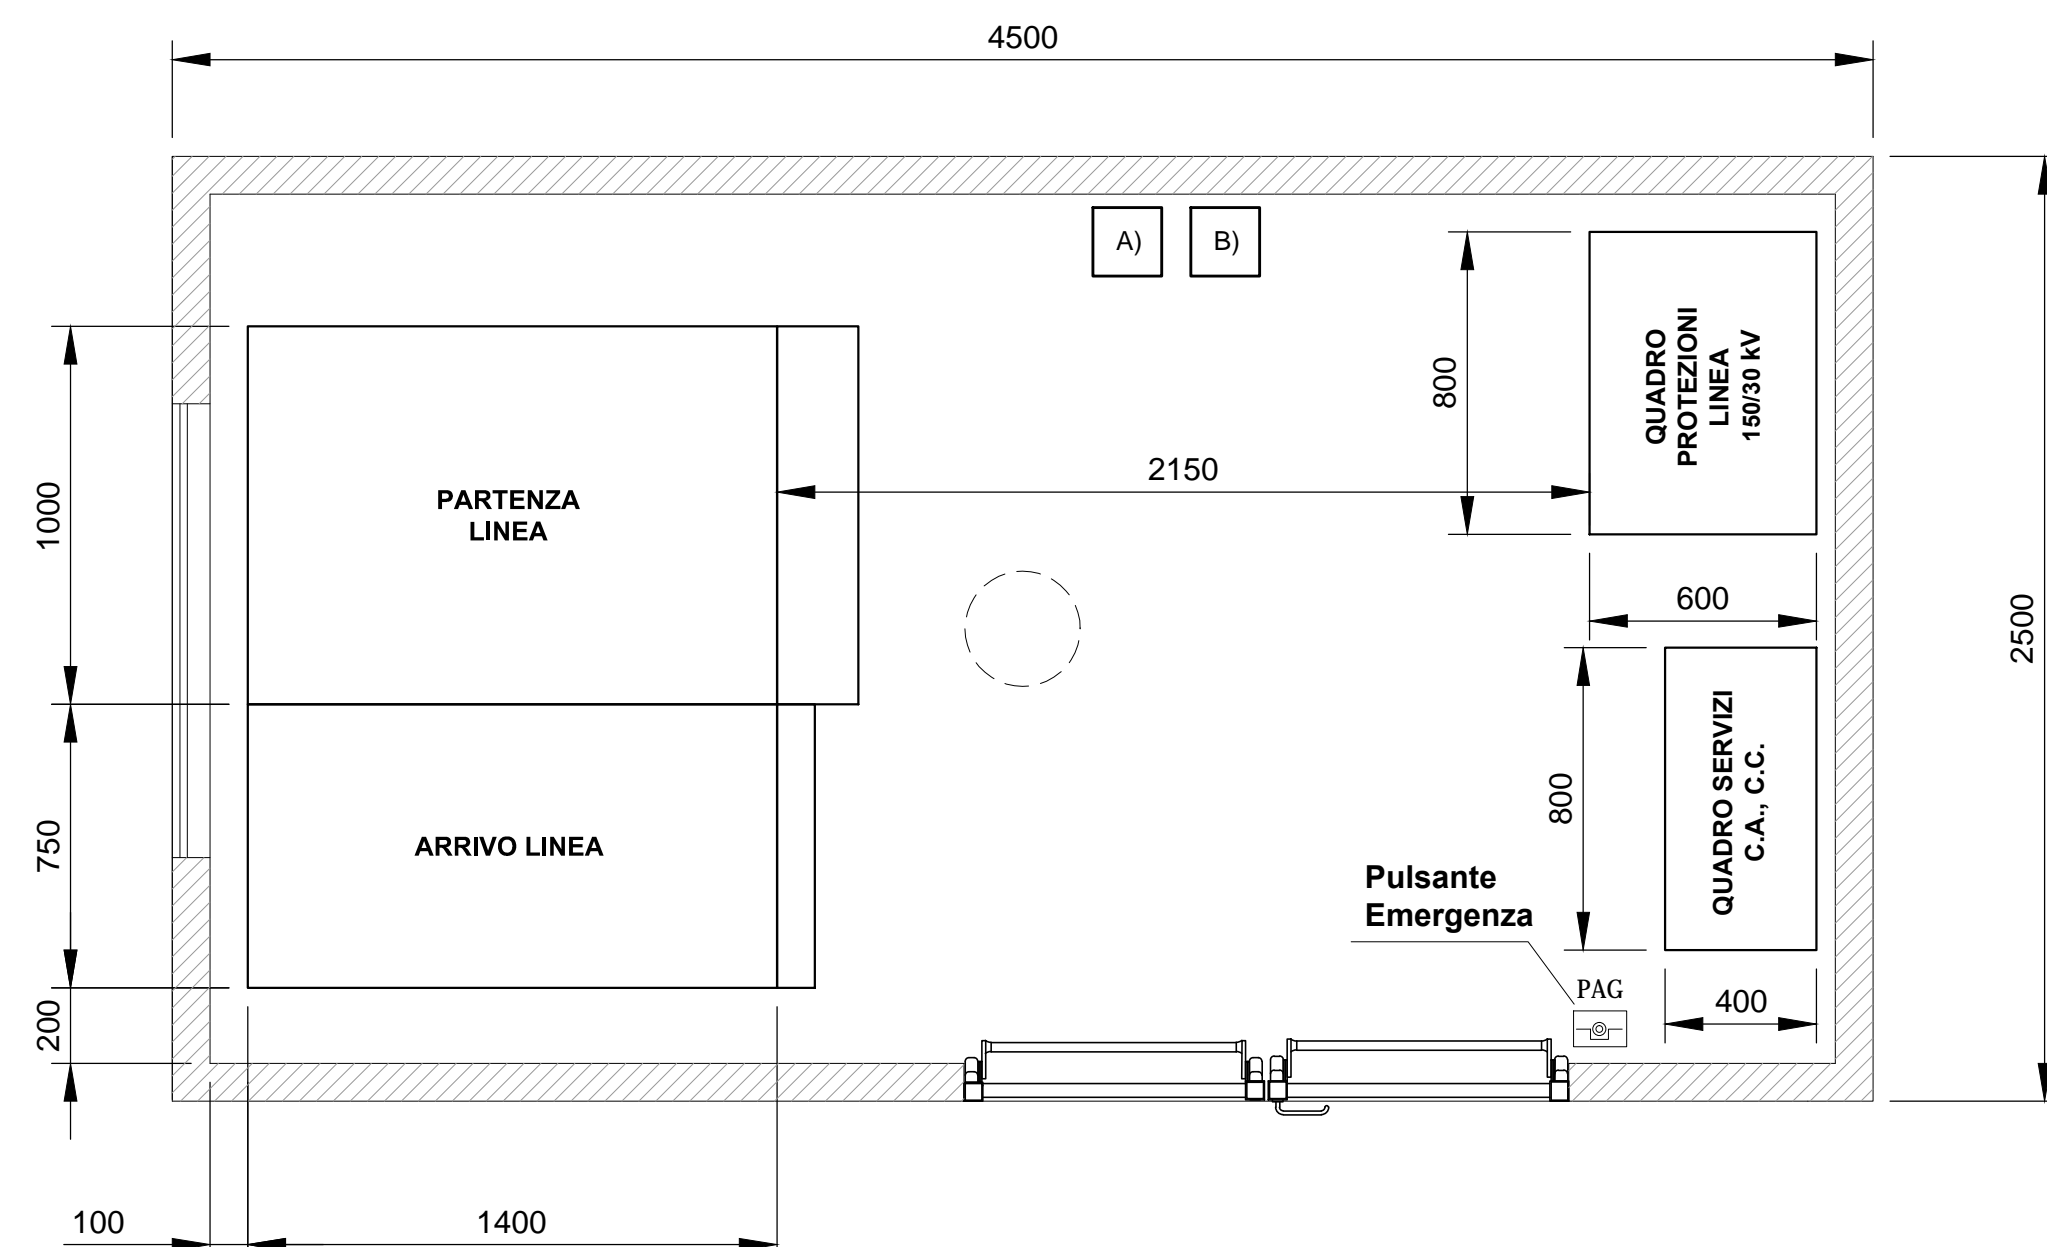 4500
A)
B)
QUADRO
PROTEZIONI
LINEA
150/30 kV
800
2150
PARTENZA
LINEA
1000
600
2500
QUADRO SERVIZI
C.A., C.C.
800
ARRIVO LINEA
750
Pulsante
Emergenza
PAG
400
200
100
1400